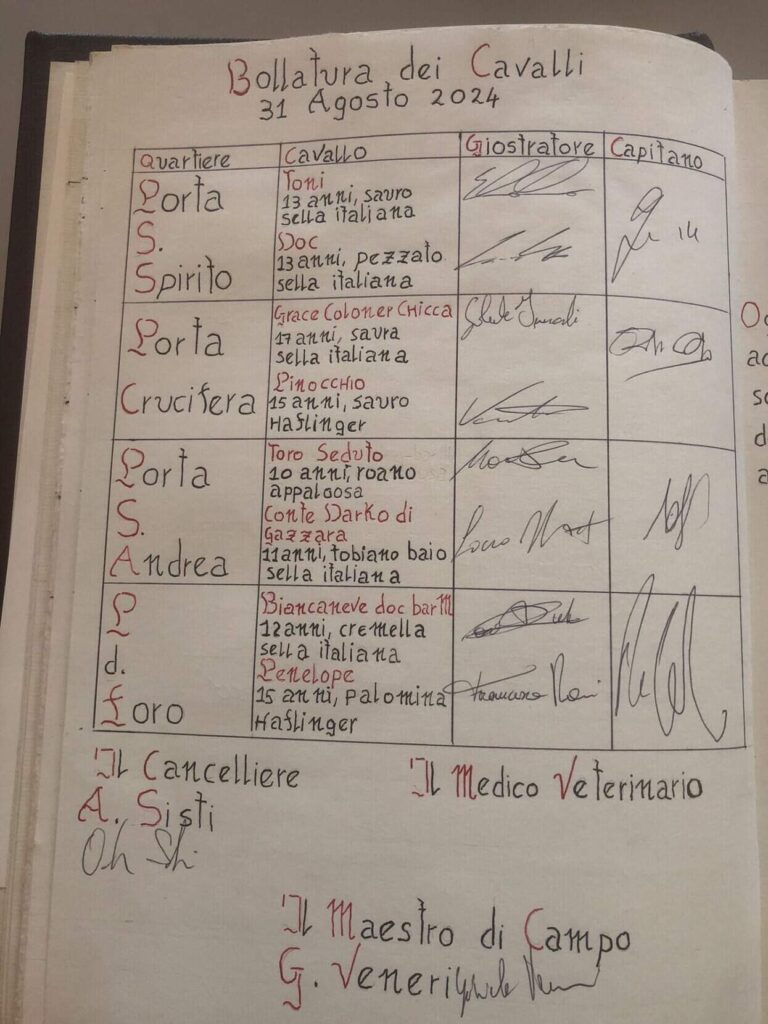 Bollatura dei Cavalli
31 Agosto 2024
Quartiere Cavallo Giostratore Capitano
Porta S. Spirito
Toni
13 anni, sauro
sella italiana
Doc
13 anni, pezzato
sella italiana
Porta Crucifera
Grace Coloner Chicca
17 anni, saura
sella italiana
Pinocchio
15 anni, sauro
Haflinger
Porta S. Andrea
Toro Seduto
10 anni, roano
appaloosa
Conte Darko di
Gazzara
11 anni, tobiano baio
sella italiana
P. d. Foro
Biancaneve doc bar M
12 anni, cremella
sella italiana
Penelope
15 anni, palomina
Haflinger
Il Cancelliere
A. Sisti
Il Medico Veterinario
Il Maestro di Campo
G. Veneri